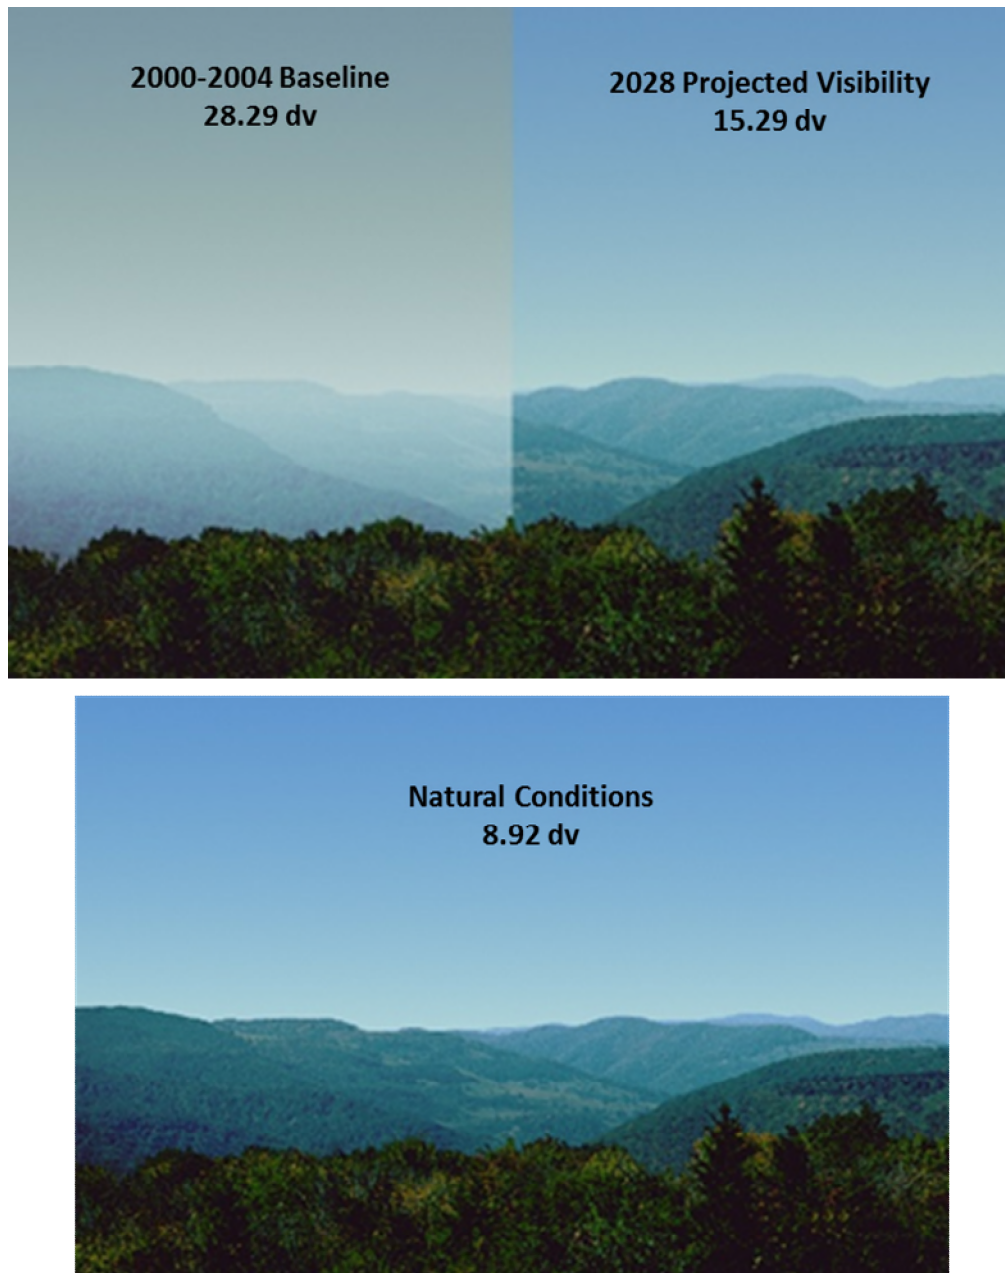 2000-2004 Baseline
28.29 dv
2028 Projected Visibility
15.29 dv
Natural Conditions
8.92 dv